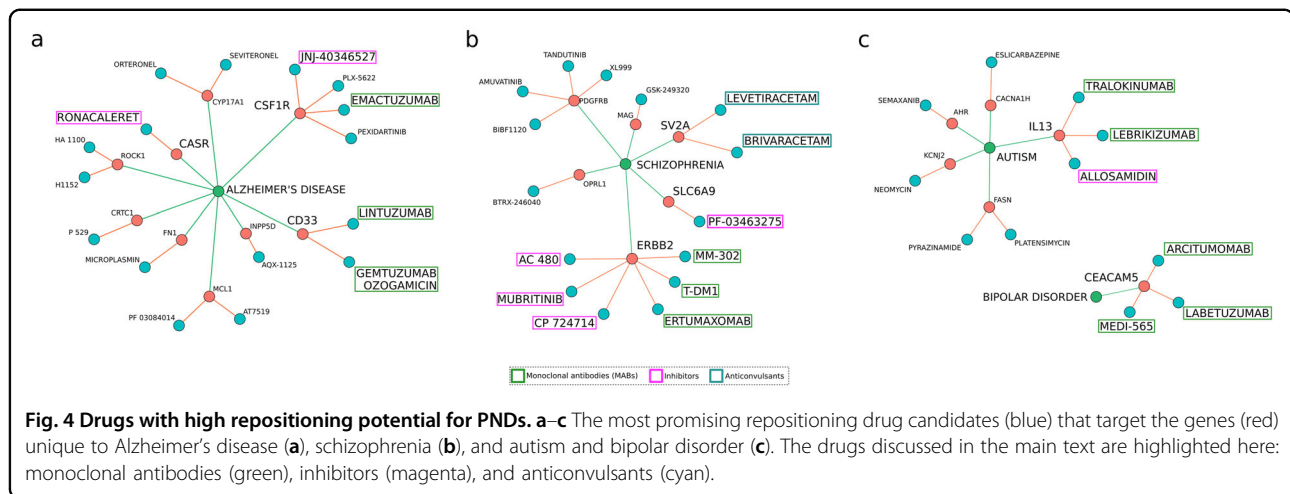 a
ORTERONEL
SEVITERONEL
CYP17A1
JNJ-40346527
PLX-5622
CSF1R
EMACTUZUMAB
PEXIDARTINIB
RONACALERET
HA 1100
ROCK1
CASR
H1152
ALZHEIMER'S DISEASE
CRTC1
P 529
FN1
MICROPLASMIN
INPP5D
AQX-1125
CD33
LINTUZUMAB
GEMTUZUMAB
OZOGAMICIN
MCL1
PF 03084014
AT7519
b
TANDUTINIB
XL999
AMUVATINIB
PDGFRB
BIBF1120
GSK-249320
MAG
LEVETIRACETAM
SV2A
BRIVARACETAM
SCHIZOPHRENIA
OPRL1
BTRX-246040
SLC6A9
PF-03463275
ERBB2
AC 480
MM-302
MUBRITINIB
T-DM1
CP 724714
ERTUMAXOMAB
c
ESLICARBAZEPINE
SEMAXANIB
AHR
CACNA1H
TRALOKINUMAB
IL13
LEBRIKIZUMAB
AUTISM
KCNJ2
NEOMYCIN
ALLOSAMIDIN
FASN
PYRAZINAMIDE
PLATENSIMYCIN
ARCITUMOMAB
CEACAM5
BIPOLAR DISORDER
LABETUZUMAB
MEDI-565
Monoclonal antibodies (MABs) Inhibitors Anticonvulsants
Fig. 4 Drugs with high repositioning potential for PNDs. a–c The most promising repositioning drug candidates (blue) that target the genes (red)
unique to Alzheimer's disease (a), schizophrenia (b), and autism and bipolar disorder (c). The drugs discussed in the main text are highlighted here:
monoclonal antibodies (green), inhibitors (magenta), and anticonvulsants (cyan).